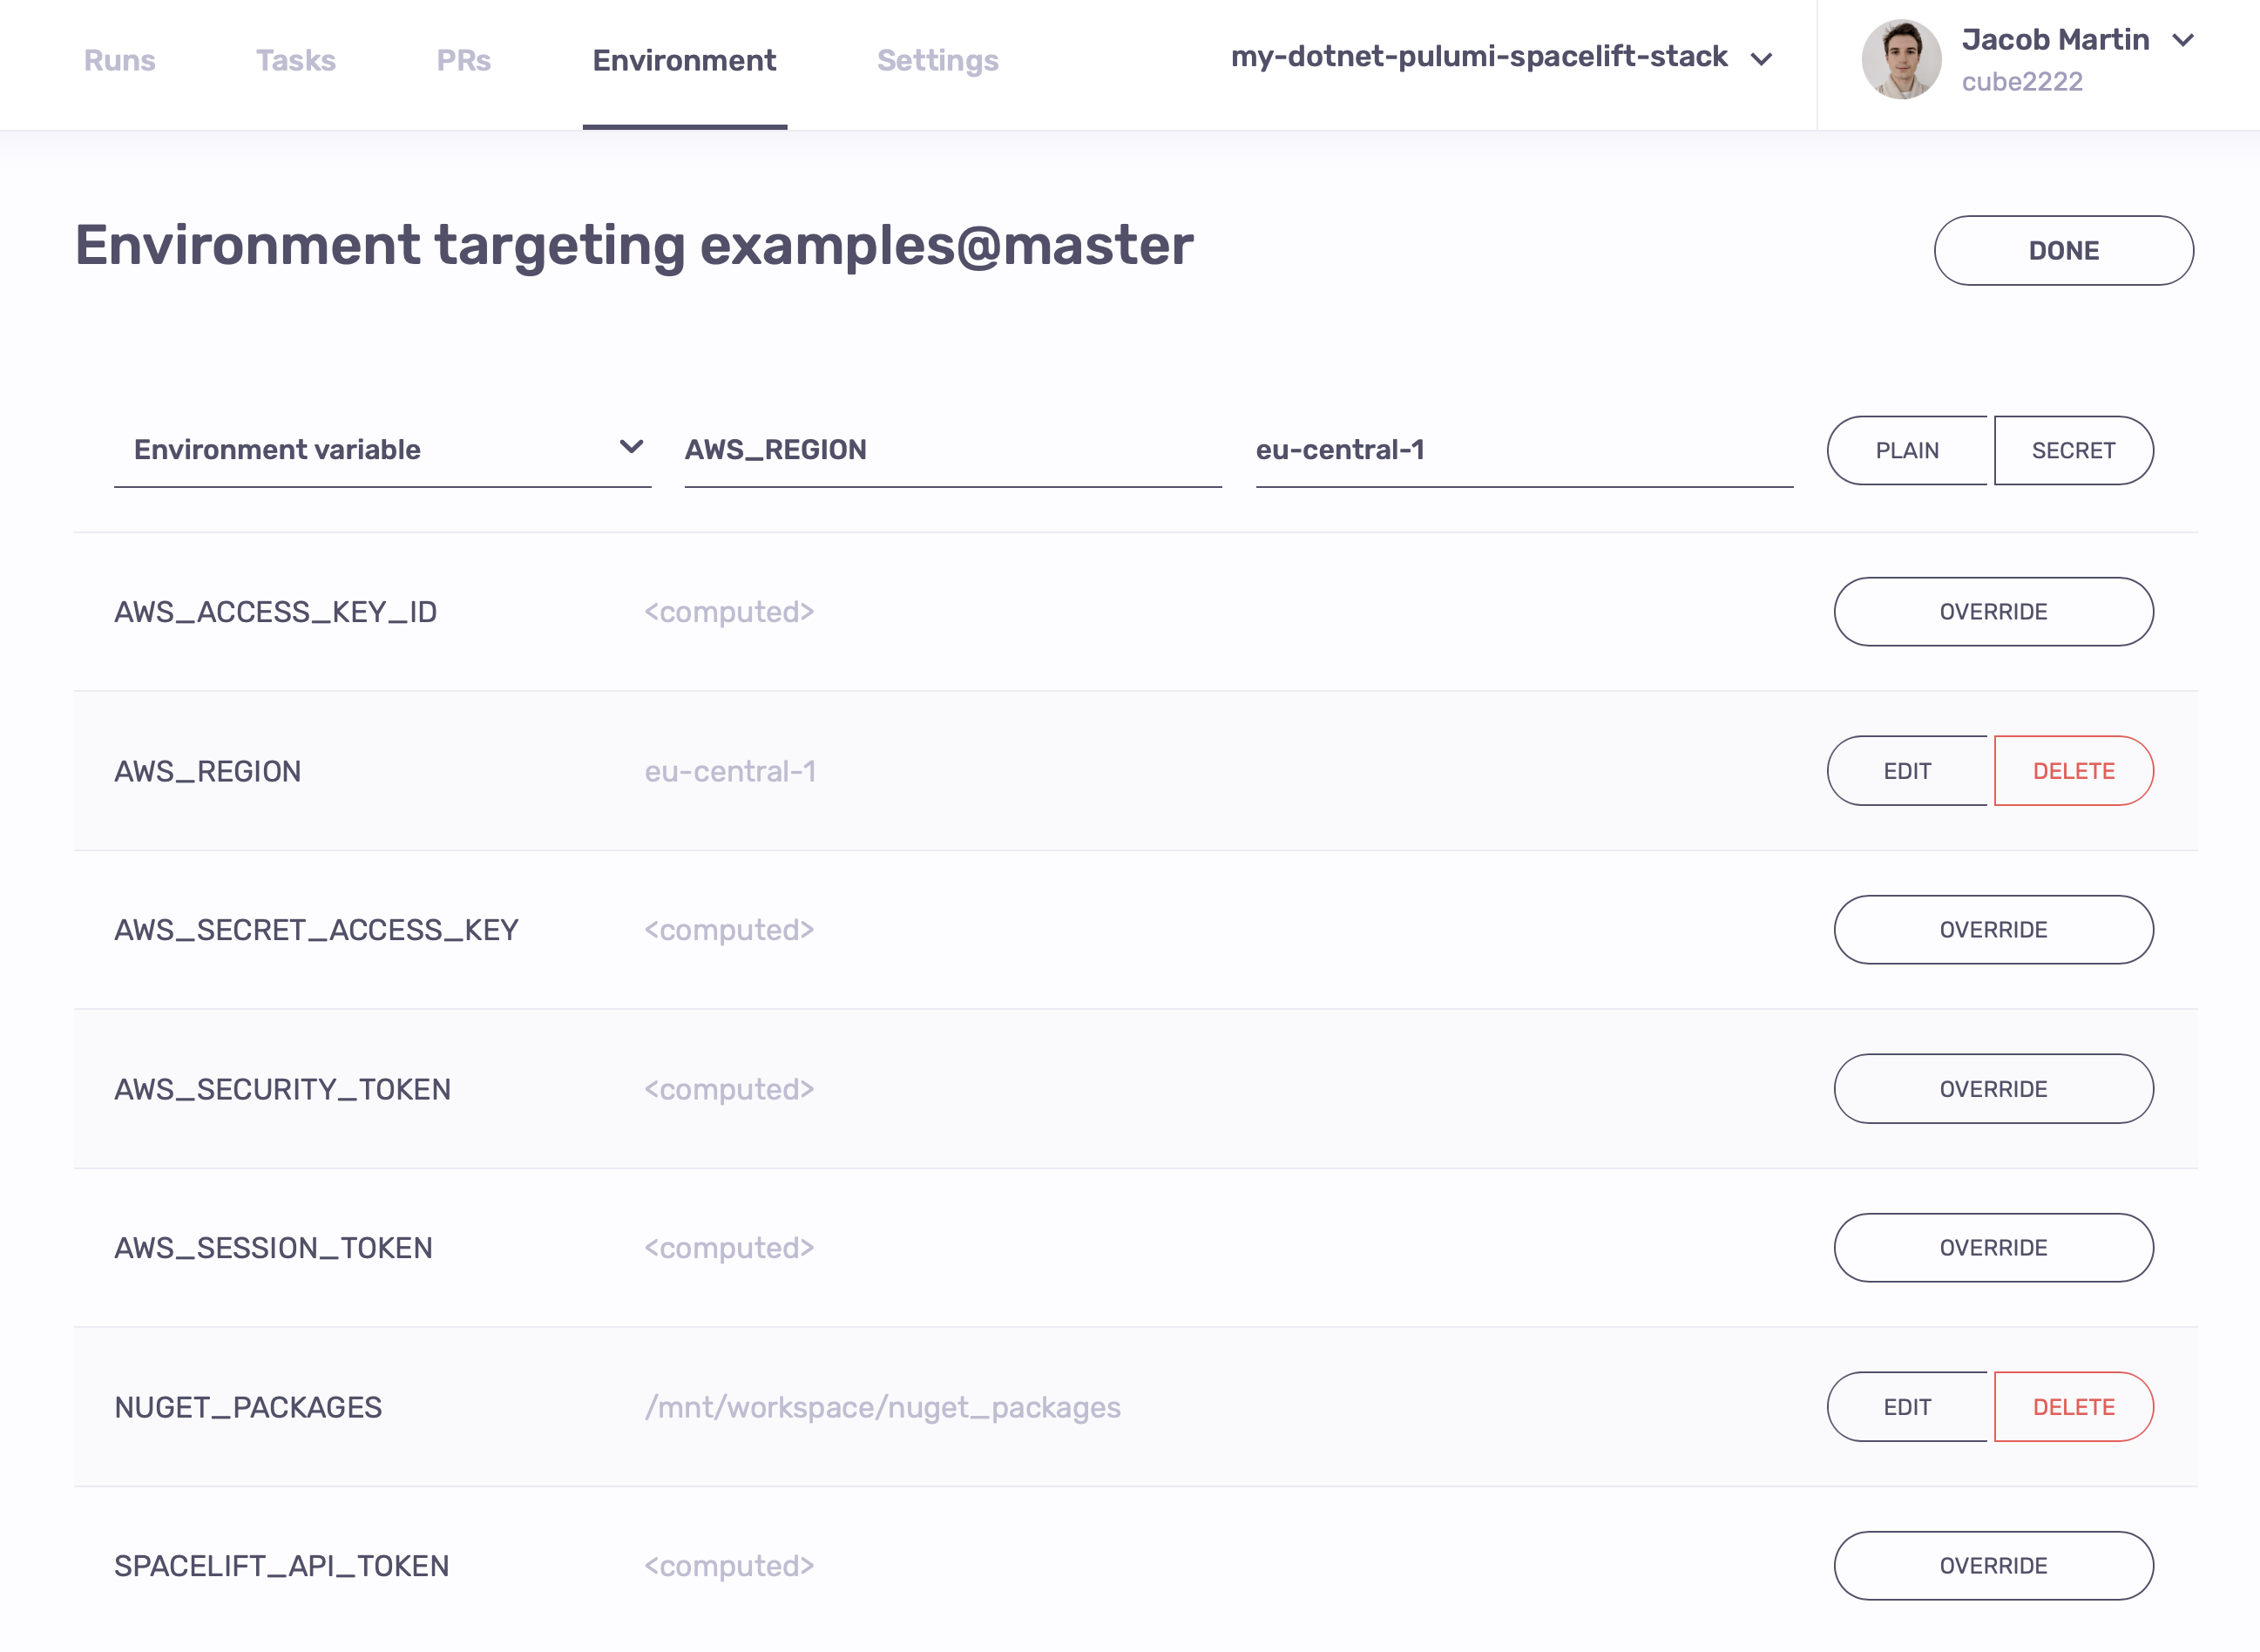 Runs Tasks PRs Environment Settings my-dotnet-pulumi-spacelift-stack Jacob Martin
cube2222
Environment targeting examples@master DONE
Environment variable AWS_REGION eu-central-1 PLAIN SECRET
AWS_ACCESS_KEY_ID <computed> OVERRIDE
AWS_REGION eu-central-1 EDIT DELETE
AWS_SECRET_ACCESS_KEY <computed> OVERRIDE
AWS_SECURITY_TOKEN <computed> OVERRIDE
AWS_SESSION_TOKEN <computed> OVERRIDE
NUGET_PACKAGES /mnt/workspace/nuget_packages EDIT DELETE
SPACELIFT_API_TOKEN <computed> OVERRIDE